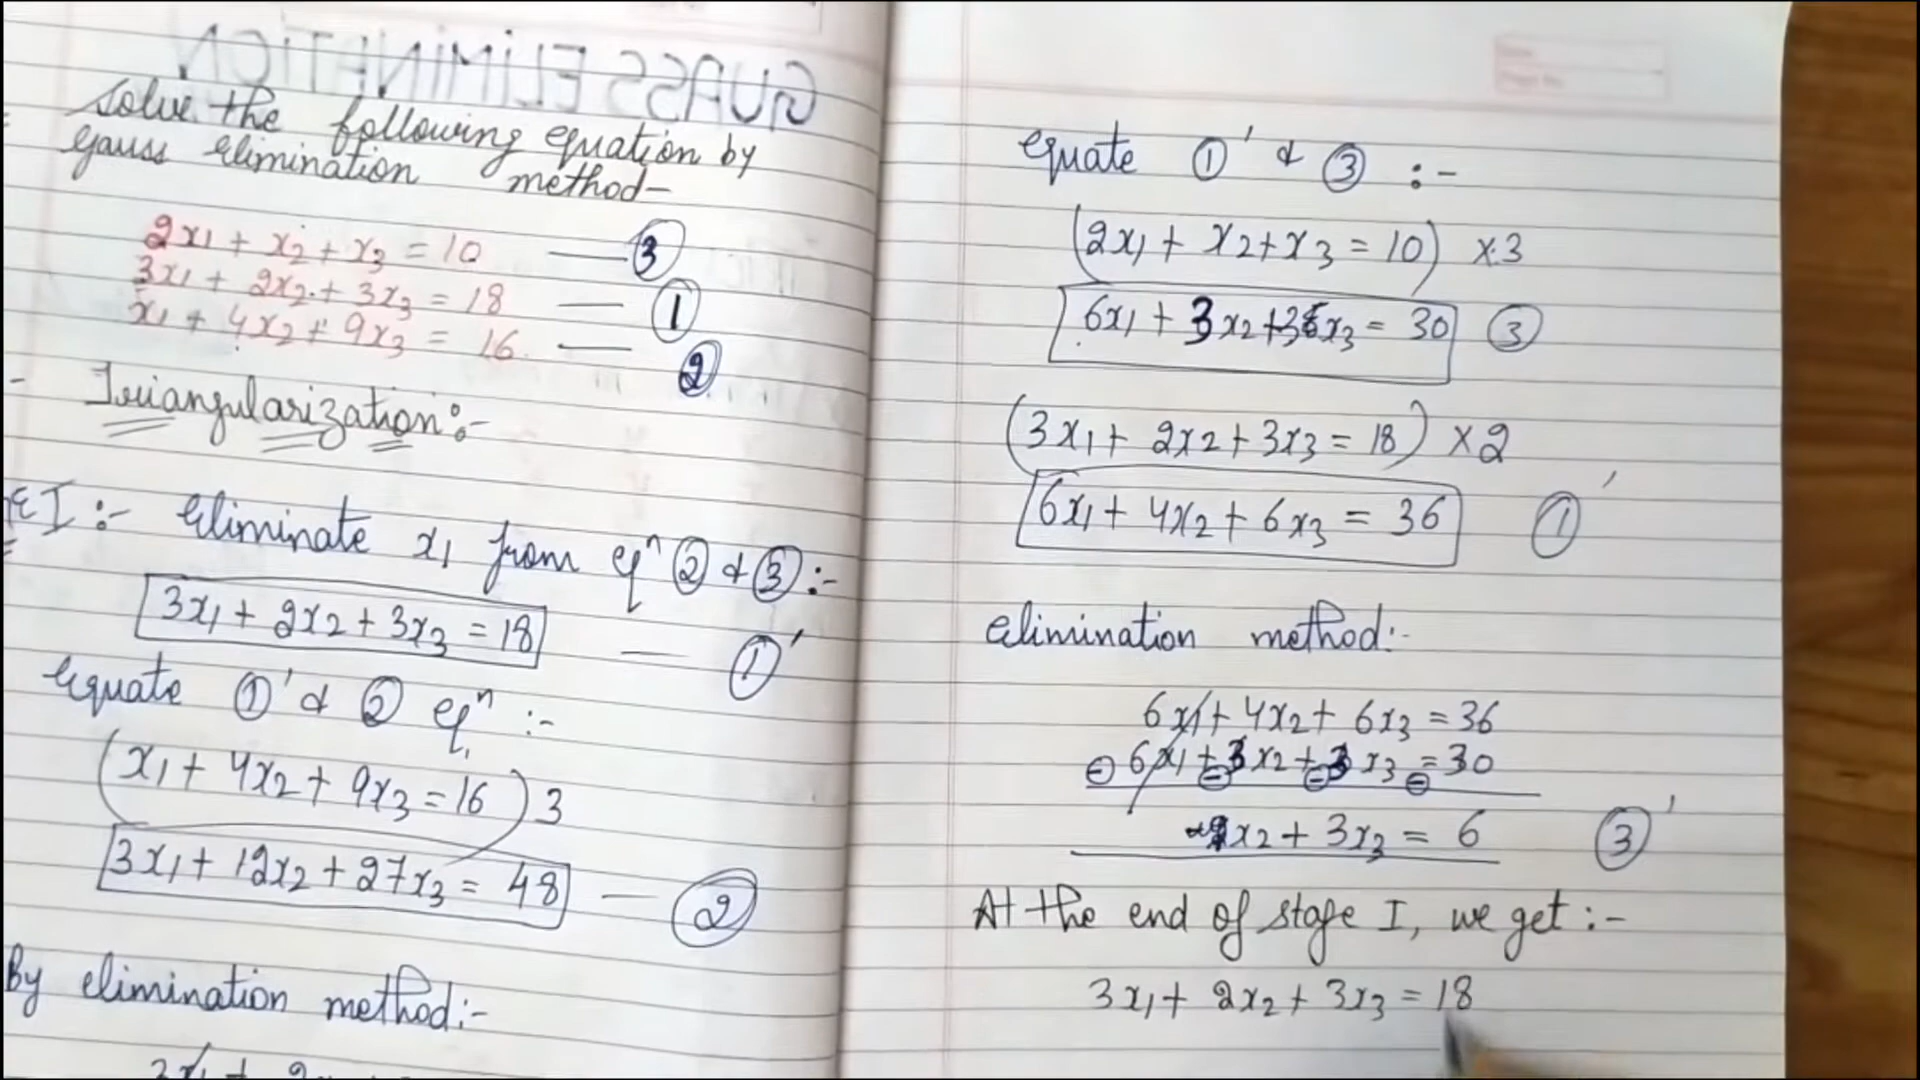 GUASS ELIMINETION
Solve the following equation by
gauss elimination method-
2x₁ + x₂ + x₃ = 10 — ③
3x₁ + 2x₂ + 3x₃ = 18 — ①
x₁ + 4x₂ + 9x₃ = 16 — ②
- Triangularization:-
E I :- Eliminate x₁ from eqⁿ ② & ③ :-
3x₁ + 2x₂ + 3x₃ = 18 — ①'
Equate ①' & ② eqⁿ :-
(x₁ + 4x₂ + 9x₃ = 16) 3
3x₁ + 12x₂ + 27x₃ = 48 — ②
By elimination method:-
equate ①' & ③ :-
(2x₁ + x₂ + x₃ = 10) x 3
6x₁ + 3x₂ + 3x₃ = 30 ③
(3x₁ + 2x₂ + 3x₃ = 18) x 2
6x₁ + 4x₂ + 6x₃ = 36 ①'
elimination method:-
6x₁ + 4x₂ + 6x₃ = 36
⊖ 6x₁ + 3x₂ + 3x₃ = 30
⊖ ⊖ ⊖
x₂ + 3x₃ = 6 ③'
At the end of stage I, we get :-
3x₁ + 2x₂ + 3x₃ = 18